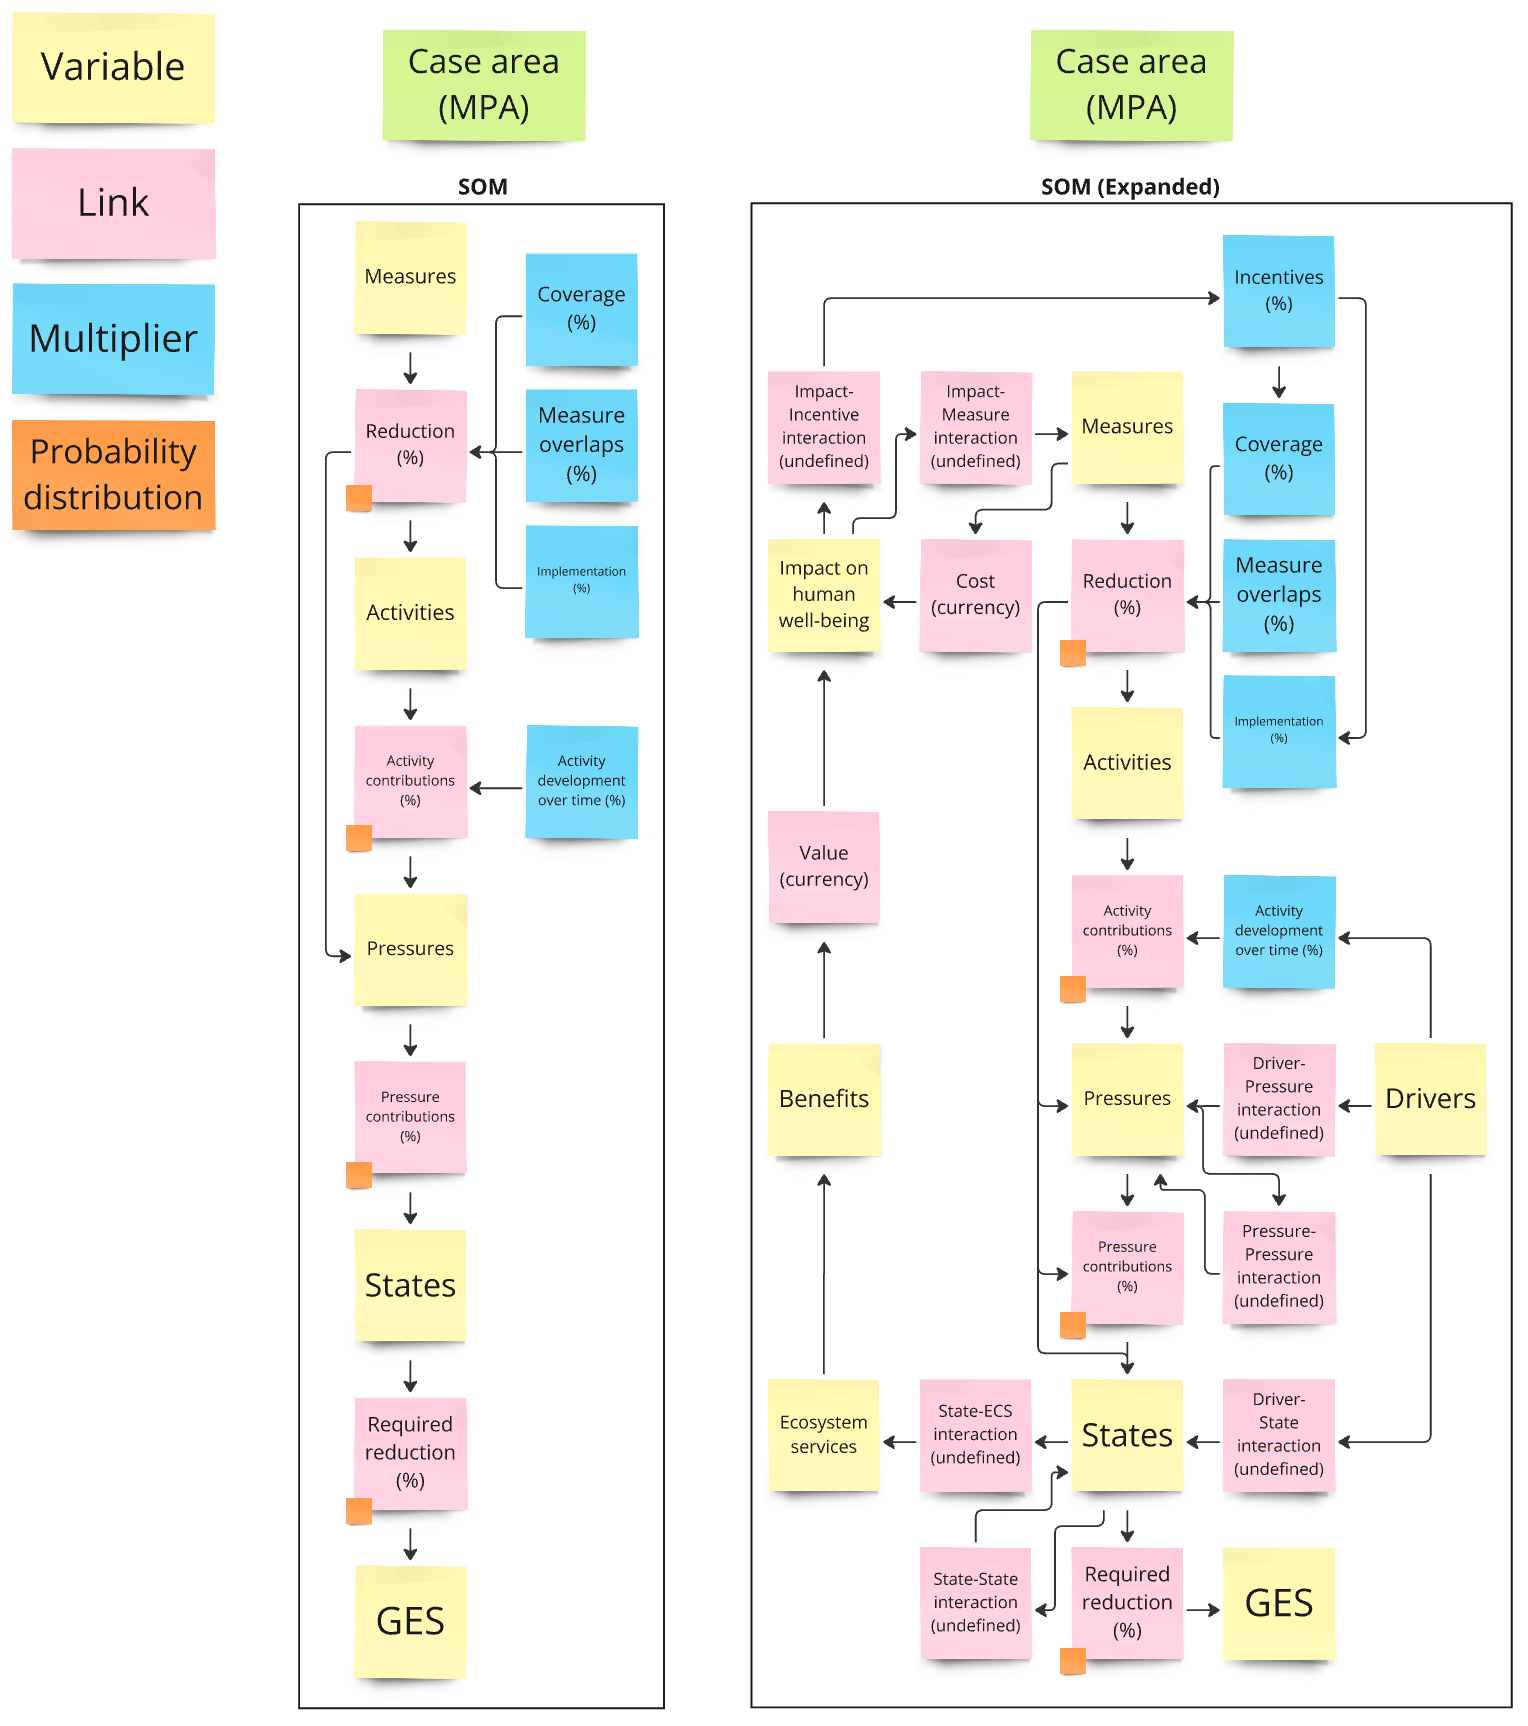 Variable
Link
Multiplier
Probability
distribution
Case area
(MPA)
SOM
Measures
Coverage
(%)
Reduction
(%)
Measure
overlaps
(%)
Implementation
(%)
Activities
Activity
contributions
(%)
Activity
development
over time (%)
Pressures
Pressure
contributions
(%)
States
Required
reduction
(%)
GES
Case area
(MPA)
SOM (Expanded)
Incentives
(%)
Impact-
Incentive
interaction
(undefined)
Impact-
Measure
interaction
(undefined)
Measures
Coverage
(%)
Impact on
human
well-being
Cost
(currency)
Reduction
(%)
Measure
overlaps
(%)
Implementation
(%)
Activities
Value
(currency)
Activity
contributions
(%)
Activity
development
over time (%)
Benefits
Pressures
Driver-
Pressure
interaction
(undefined)
Drivers
Pressure
contributions
(%)
Pressure-
Pressure
interaction
(undefined)
Ecosystem
services
State-ECS
interaction
(undefined)
States
Driver-
State
interaction
(undefined)
State-State
interaction
(undefined)
Required
reduction
(%)
GES